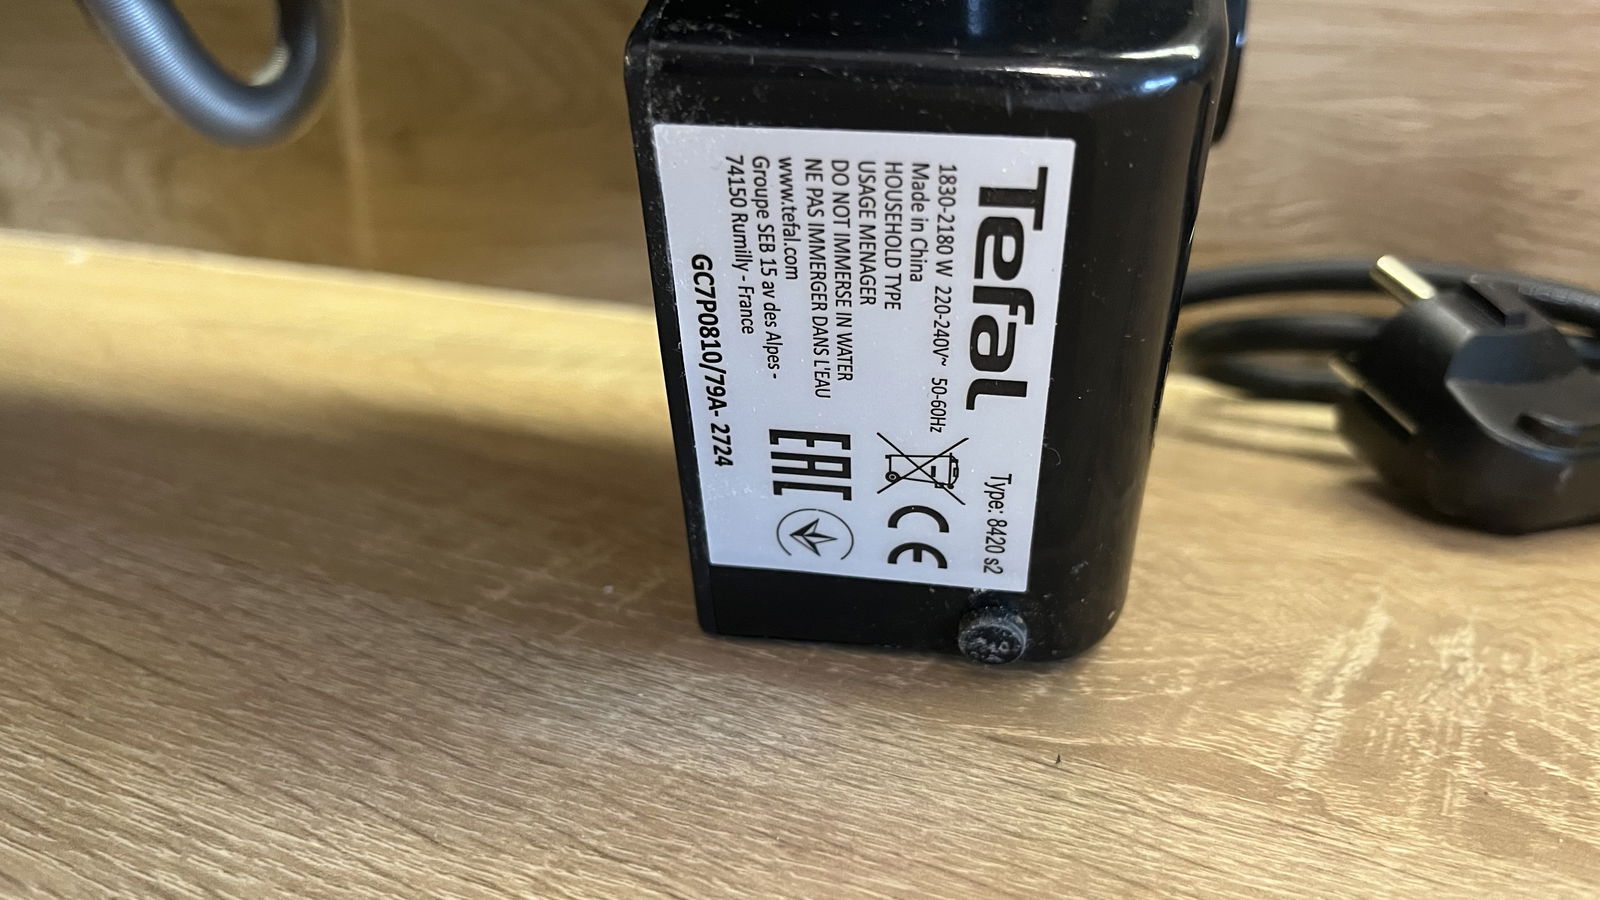 Tefal
Type: 8420 s2
1830-2180 W 220-240V~ 50-60Hz
Made in China
HOUSEHOLD TYPE
USAGE MENAGER
DO NOT IMMERSE IN WATER
NE PAS IMMERGER DANS L'EAU
www.tefal.com
Groupe SEB 15 av des Alpes -
74150 Rumilly - France
CE
EAC
GC7P0810/79A- 2724